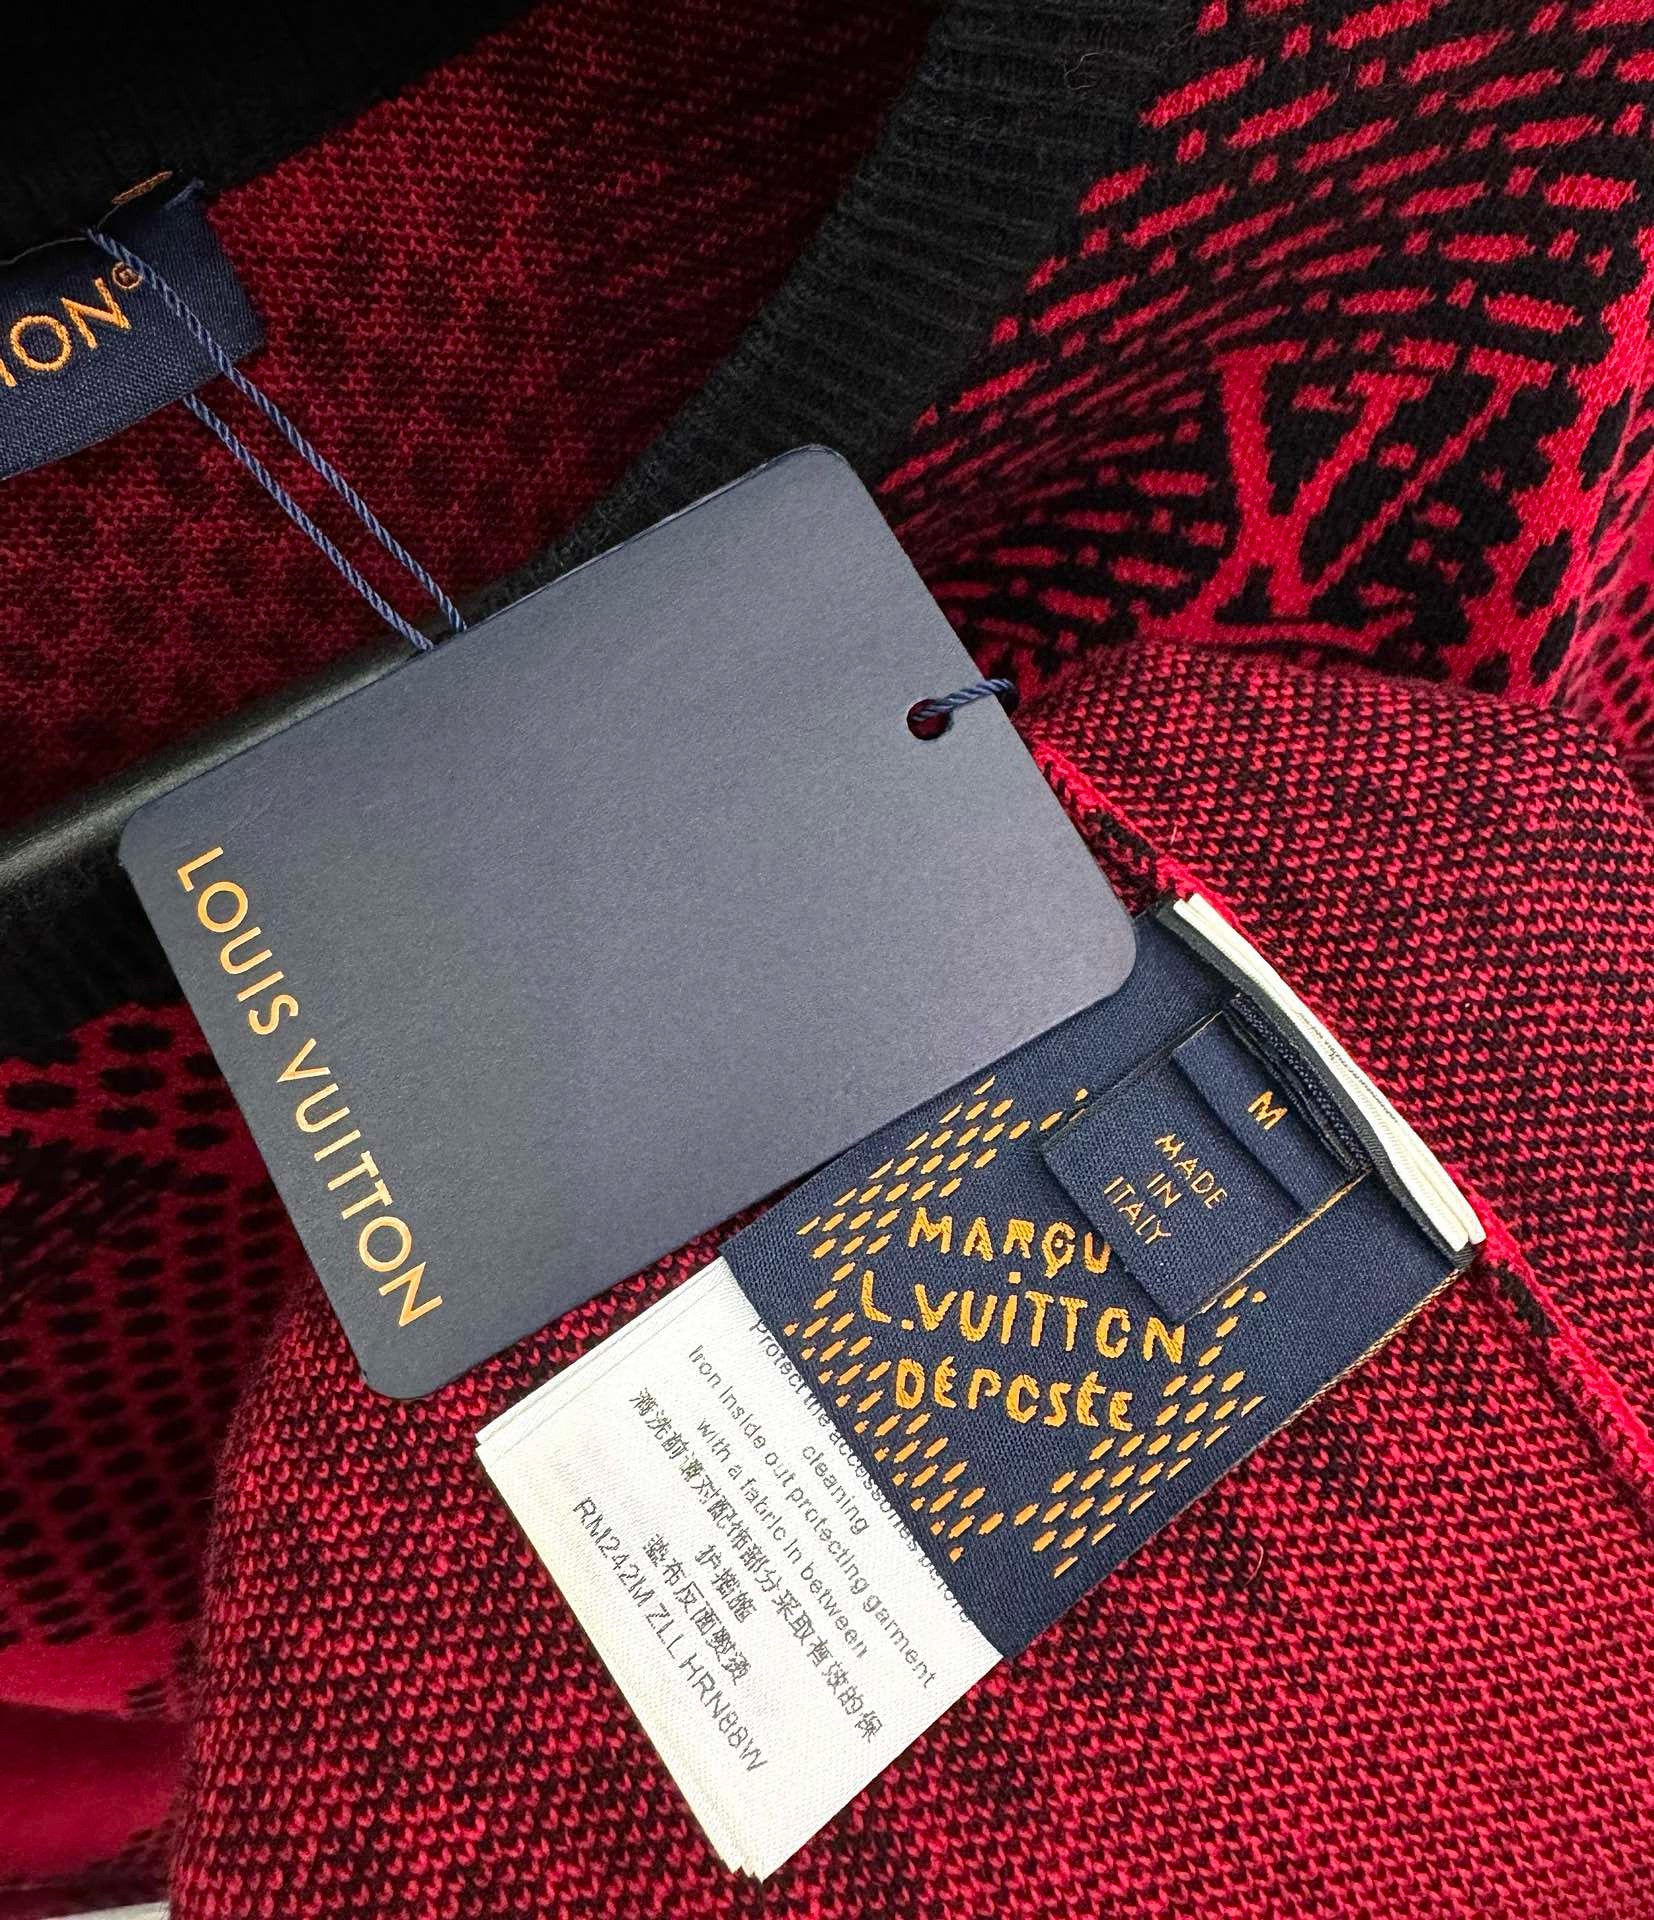 TION®
LOUIS VUITTON
M
MADE
IN
ITALY
MARQU
L.VUITTON
DÉPOSÉE
Protect the accessories before
cleaning
Iron inside out protecting garment
with a fabric in between
清洗前请对配饰部分采取有效的保
护措施
垫布反面熨烫
RM242M ZLL HRN88W